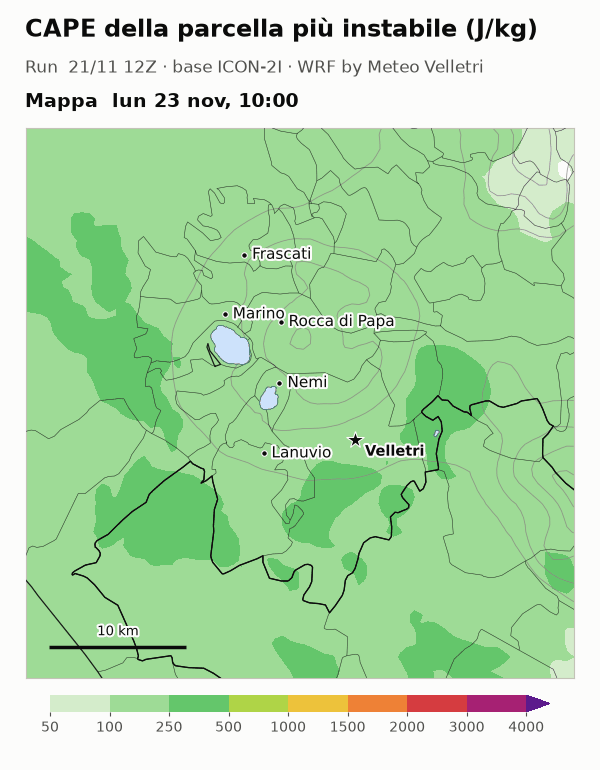 CAPE della parcella più instabile (J/kg)
Run  21/11 12Z · base ICON-2I · WRF by Meteo Velletri
Mappa  lun 23 nov, 10:00
Frascati
Marino
Rocca di Papa
Nemi
Lanuvio
Velletri
10 km
50 100 250 500 1000 1500 2000 3000 4000